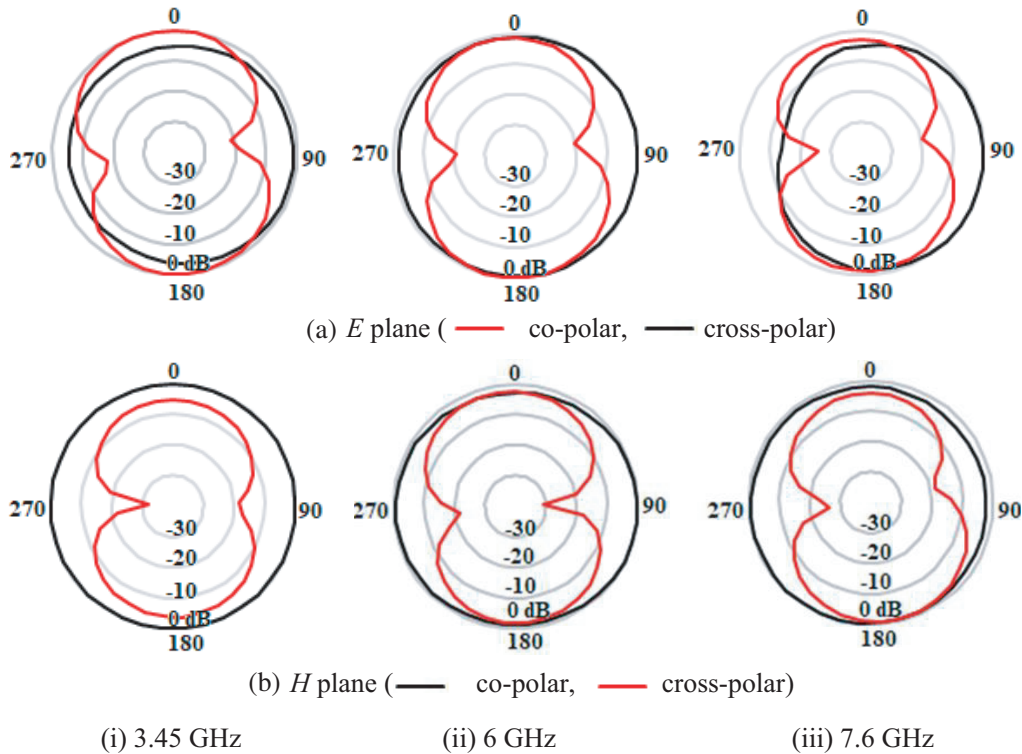 0 0 0
270 90 270 90 270 90
-30 -30 -30
-20 -20 -20
-10 -10 -10
0 dB 0 dB 0 dB
180 180 180
(a) E plane ( co-polar, cross-polar)
0 0 0
270 90 270 90 270 90
-30 -30 -30
-20 -20 -20
-10 -10 -10
0 dB 0 dB 0 dB
180 180 180
(b) H plane ( co-polar, cross-polar)
(i) 3.45 GHz (ii) 6 GHz (iii) 7.6 GHz